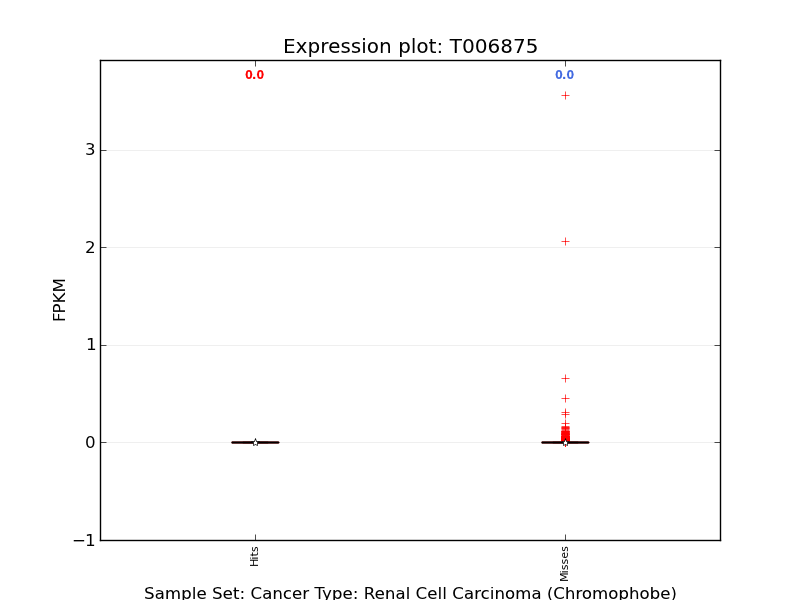 Expression plot: T006875
0.0 0.0
3
2
1
0
−1
FPKM
Hits Misses
Sample Set: Cancer Type: Renal Cell Carcinoma (Chromophobe)